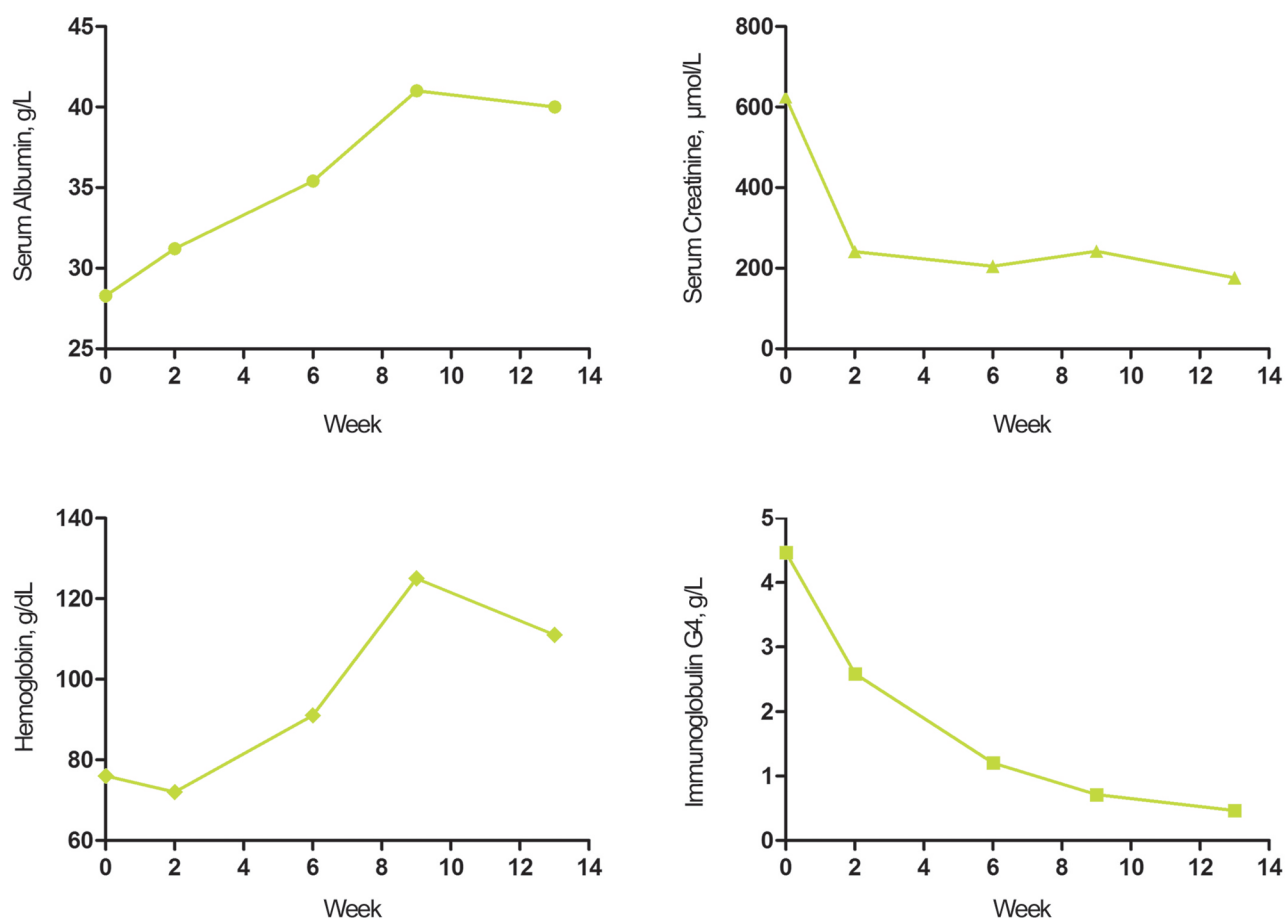 Serum Albumin, g/L
45
40
35
30
25
0 2 4 6 8 10 12 14
Week
Serum Creatinine, µmol/L
800
600
400
200
0
0 2 4 6 8 10 12 14
Week
Hemoglobin, g/dL
140
120
100
80
60
0 2 4 6 8 10 12 14
Week
Immunoglobulin G4, g/L
5
4
3
2
1
0
0 2 4 6 8 10 12 14
Week